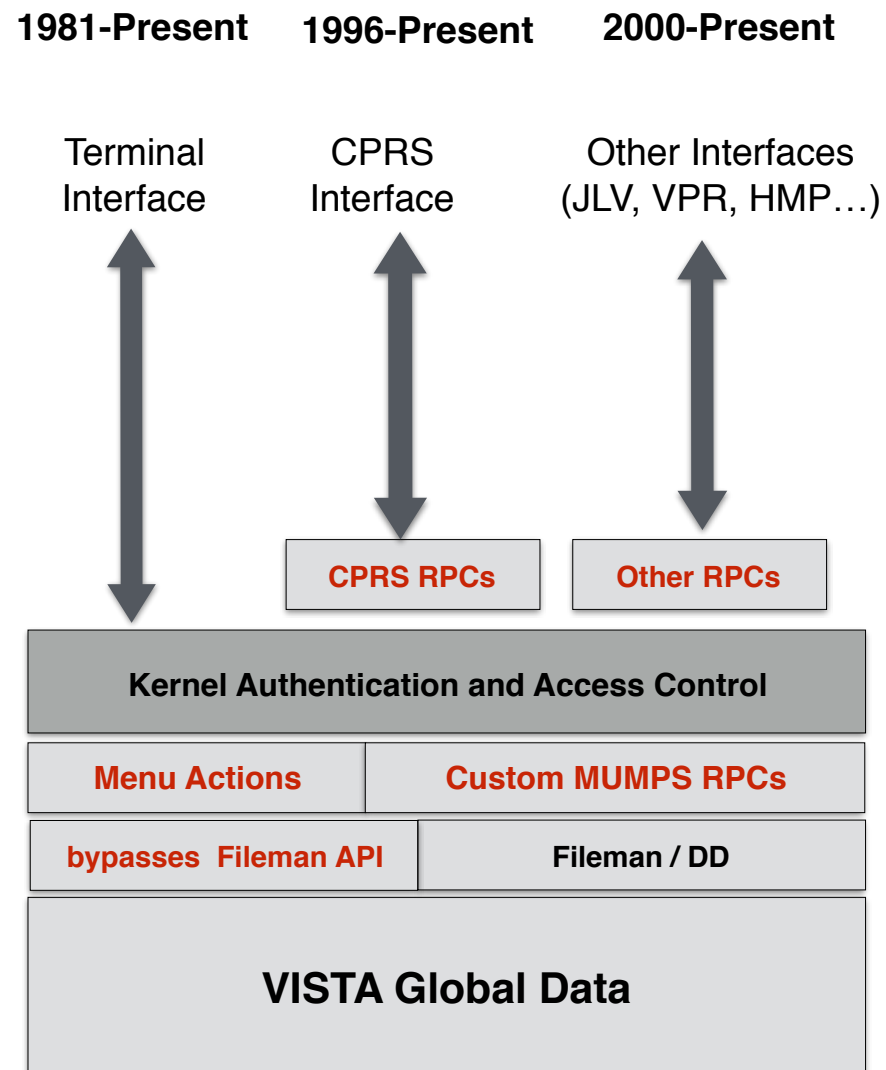 1981-Present 1996-Present 2000-Present
Terminal
Interface
CPRS
Interface
Other Interfaces
(JLV, VPR, HMP…)
CPRS RPCs
Other RPCs
Kernel Authentication and Access Control
Menu Actions
Custom MUMPS RPCs
bypasses Fileman API
Fileman / DD
VISTA Global Data